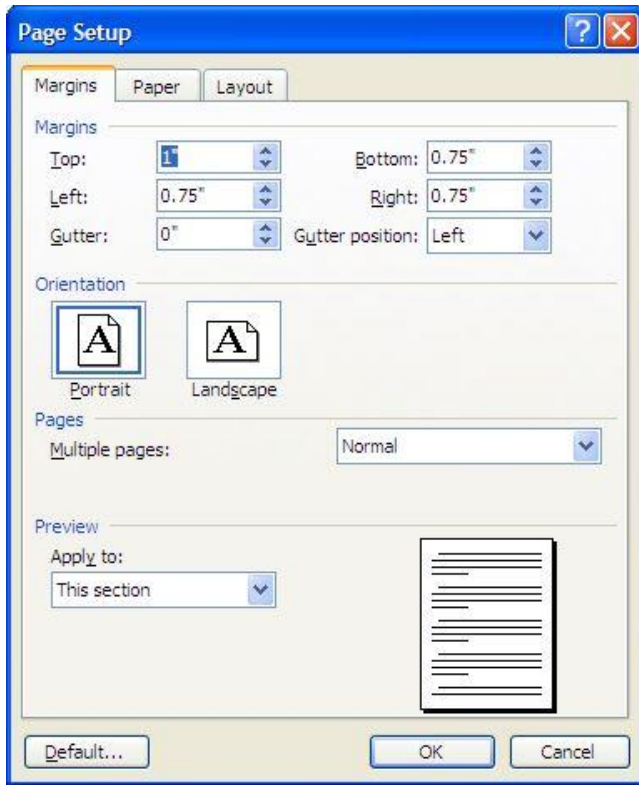 Page Setup ?
Margins Paper Layout
Margins
Top: 1" Bottom: 0.75"
Left: 0.75" Right: 0.75"
Gutter: 0" Gutter position: Left
Orientation
A A
Portrait Landscape
Pages
Multiple pages: Normal
Preview
Apply to:
This section
Default... OK Cancel